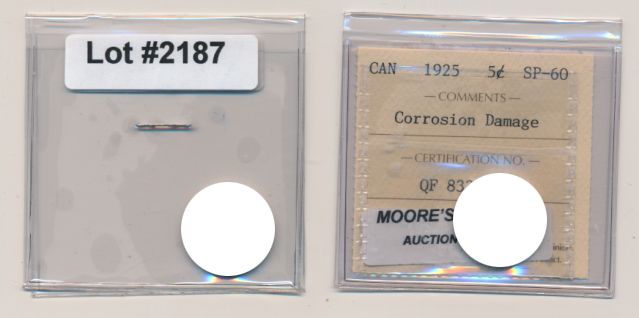 Lot #2187
CAN 1925 5¢ SP-60
— COMMENTS —
Corrosion Damage
— CERTIFICATION NO. —
QF 83
MOORE'S
AUCTION